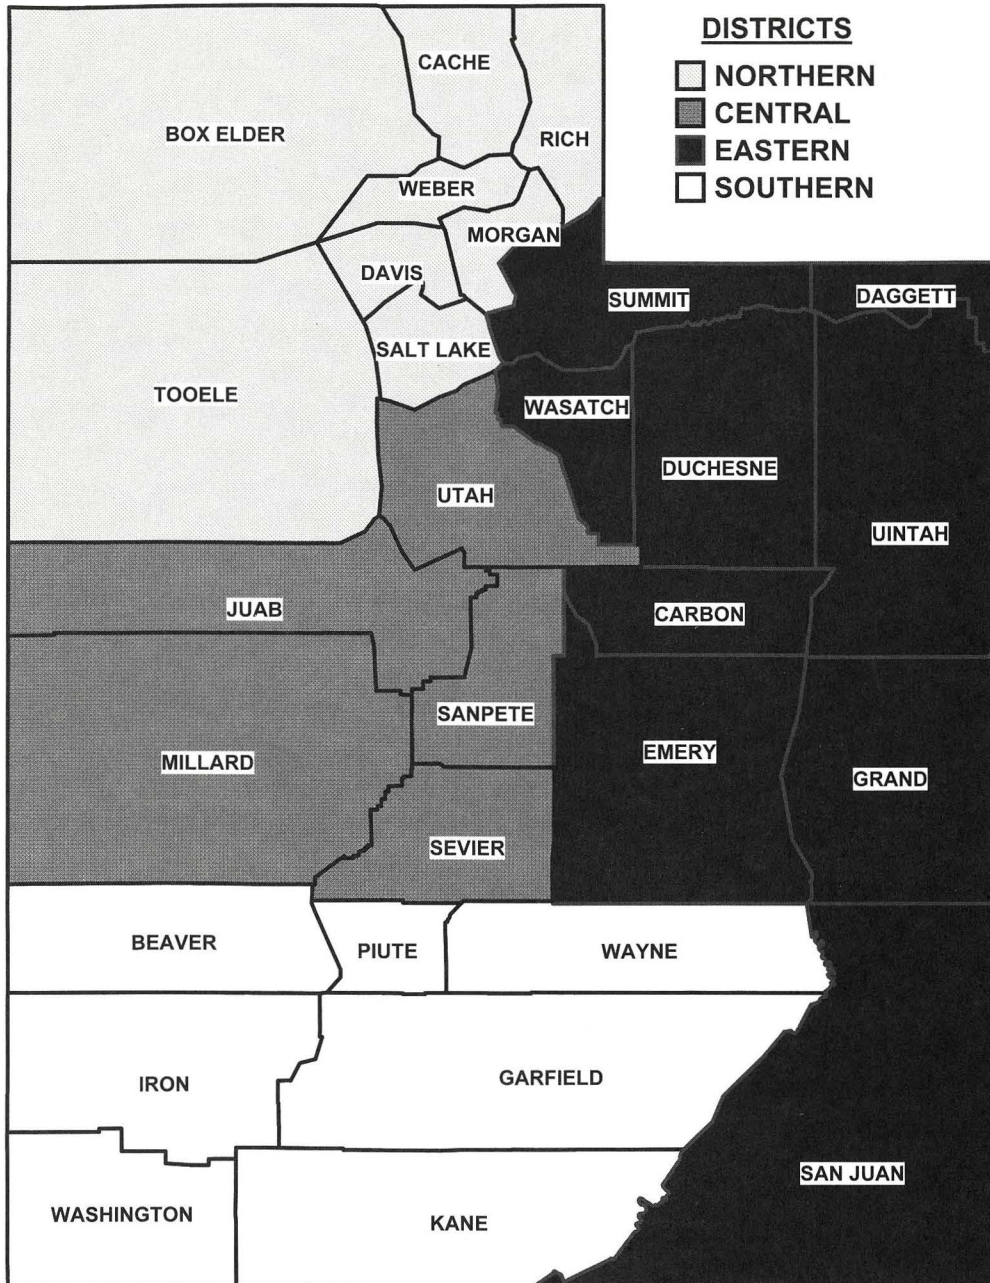 DISTRICTS
NORTHERN
CENTRAL
EASTERN
SOUTHERN
CACHE
BOX ELDER
RICH
WEBER
MORGAN
DAVIS
SUMMIT
DAGGETT
SALT LAKE
TOOELE
WASATCH
DUCHESNE
UTAH
UINTAH
JUAB
CARBON
SANPETE
EMERY
MILLARD
GRAND
SEVIER
BEAVER
PIUTE
WAYNE
IRON
GARFIELD
SAN JUAN
WASHINGTON
KANE